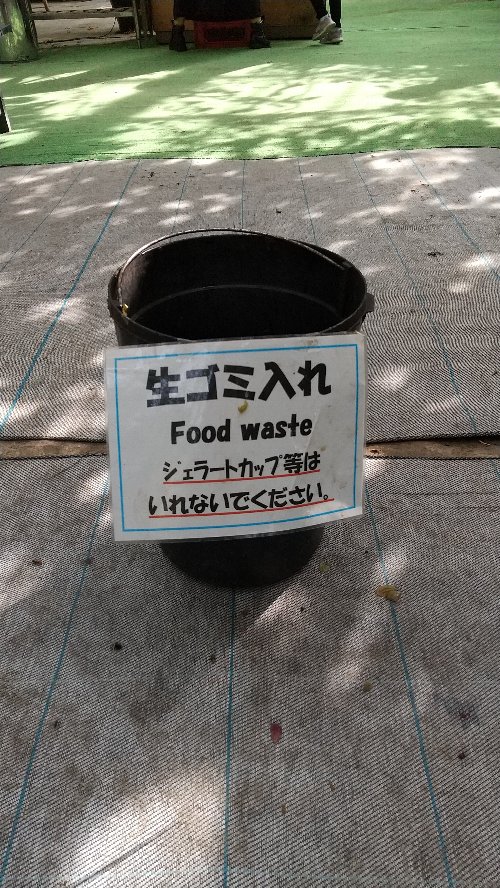 生ゴミ入れ
Food waste
ジェラートカップ等は
いれないでください。